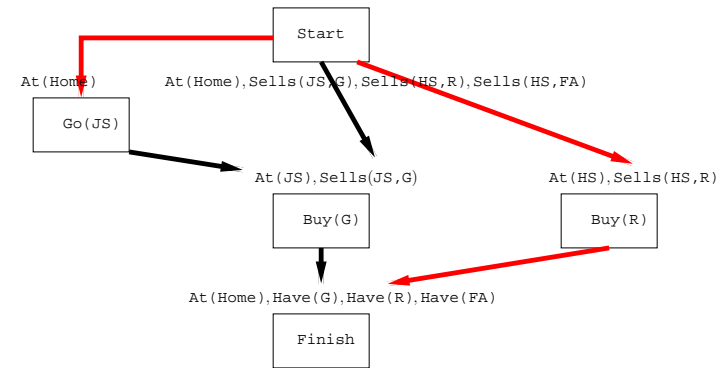 Start
At(Home)
At(Home),Sells(JS,G),Sells(HS,R),Sells(HS,FA)
Go(JS)
At(JS),Sells(JS,G)
At(HS),Sells(HS,R)
Buy(G)
Buy(R)
At(Home),Have(G),Have(R),Have(FA)
Finish